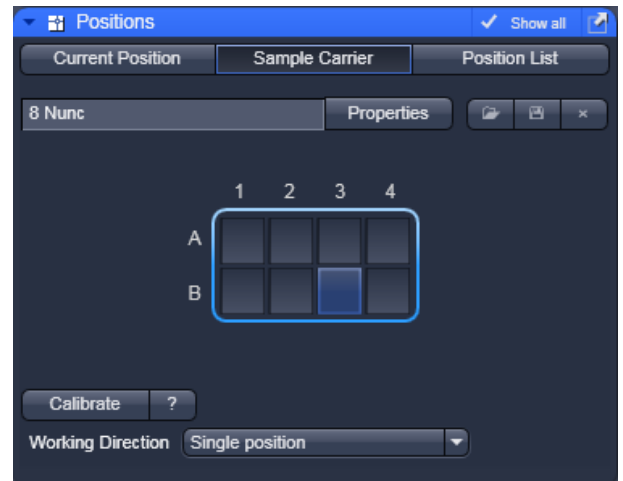 Positions Show all
Current Position Sample Carrier Position List
8 Nunc Properties
1 2 3 4
A
B
Calibrate ?
Working Direction Single position